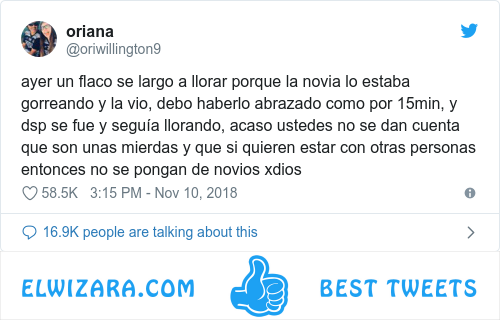 oriana
@oriwillington9
ayer un flaco se largo a llorar porque la novia lo estaba
gorreando y la vio, debo haberlo abrazado como por 15min, y
dsp se fue y seguía llorando, acaso ustedes no se dan cuenta
que son unas mierdas y que si quieren estar con otras personas
entonces no se pongan de novios xdios
58.5K 3:15 PM - Nov 10, 2018
16.9K people are talking about this
ELWIZARA.COM BEST TWEETS